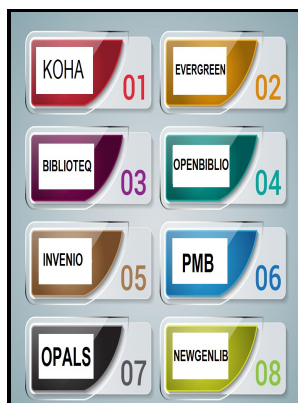 KOHA
01
EVERGREEN
02
BIBLIOTEQ
03
OPENBIBLIO
04
INVENIO
05
PMB
06
OPALS
07
NEWGENLIB
08